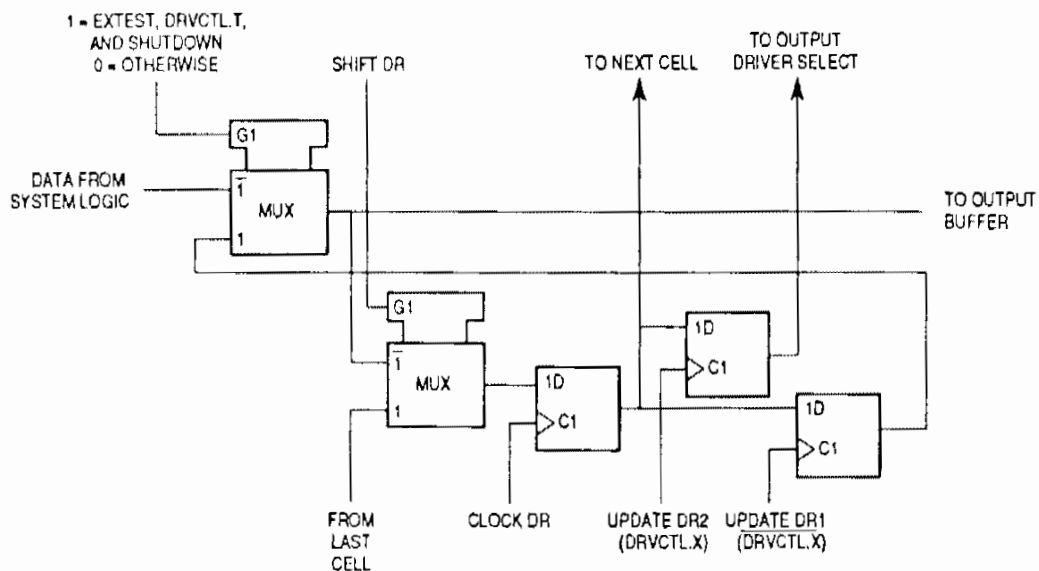 1 = EXTEST, DRVCTL.T,
AND SHUTDOWN
0 = OTHERWISE
SHIFT DR
TO NEXT CELL
TO OUTPUT
DRIVER SELECT
G1
DATA FROM
SYSTEM LOGIC
1
MUX
1
TO OUTPUT
BUFFER
G1
1
MUX
1
1D
C1
1D
C1
1D
C1
FROM
LAST
CELL
CLOCK DR
UPDATE DR2
(DRVCTL.X)
UPDATE DR1
(DRVCTL.X)